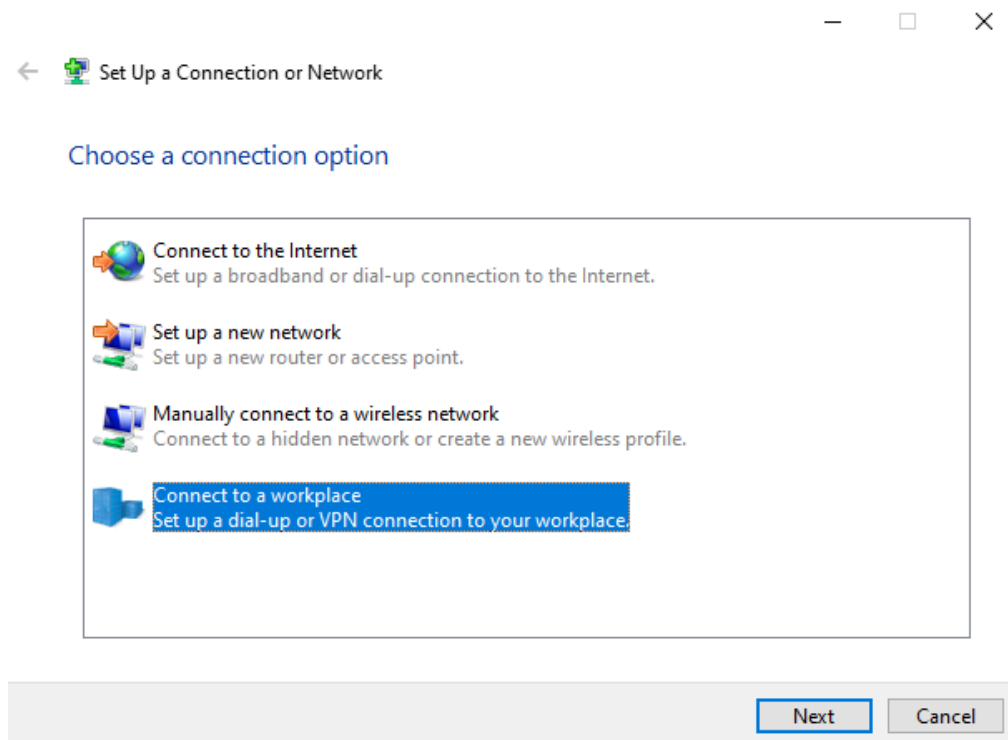 Set Up a Connection or Network
Choose a connection option
Connect to the Internet
Set up a broadband or dial-up connection to the Internet.
Set up a new network
Set up a new router or access point.
Manually connect to a wireless network
Connect to a hidden network or create a new wireless profile.
Connect to a workplace
Set up a dial-up or VPN connection to your workplace.
Next Cancel